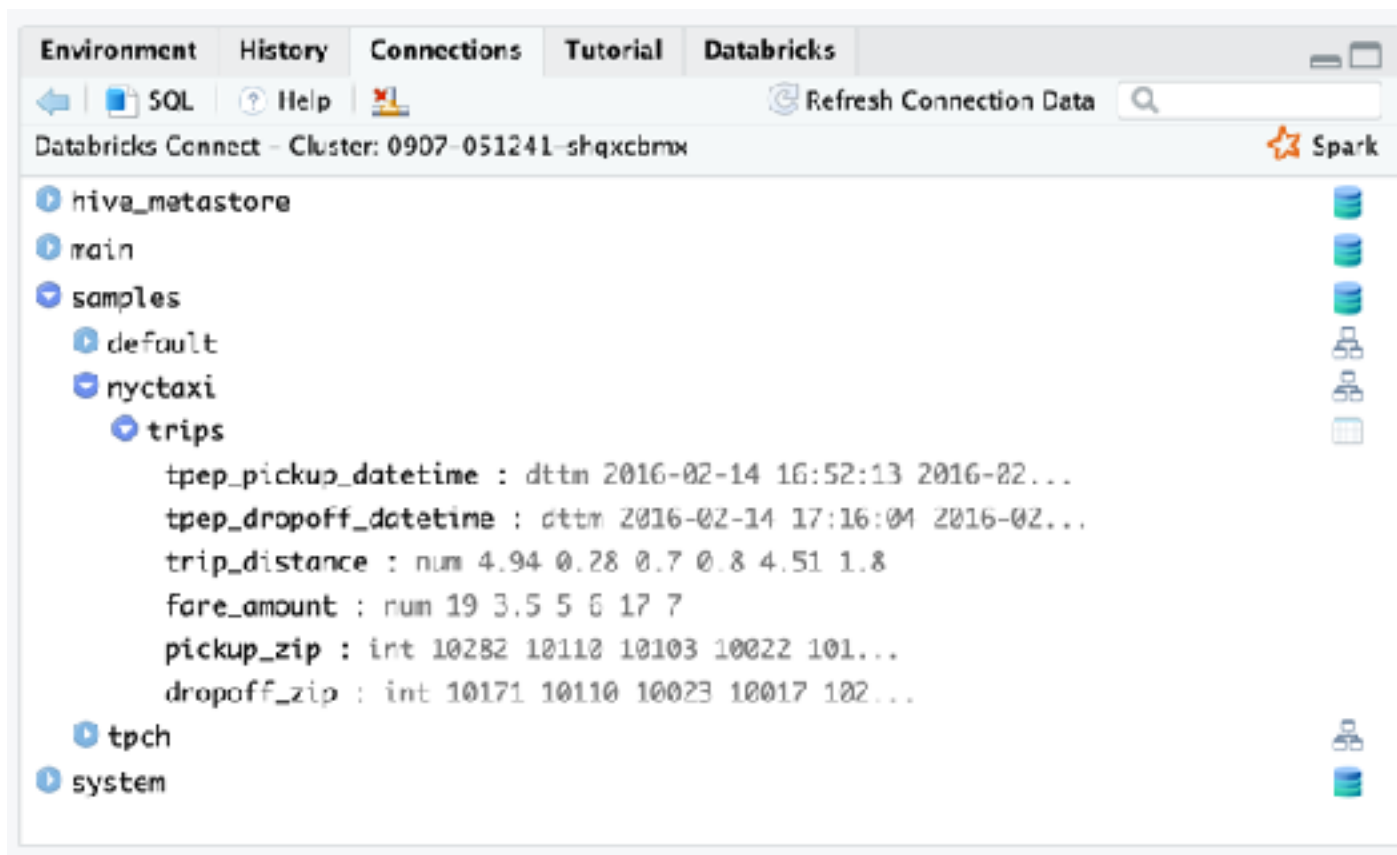 Environment History Connections Tutorial Databricks
SQL ? Help Refresh Connection Data
Databricks Connect - Cluster: 0907-051241-shqxcbmx Spark
hive_metastore
main
samples
default
nyctaxi
trips
tpep_pickup_datetime : dttm 2016-02-14 16:52:13 2016-02...
tpep_dropoff_datetime : dttm 2016-02-14 17:16:04 2016-02...
trip_distance : num 4.94 0.28 0.7 0.8 4.51 1.8
fare_amount : num 19 3.5 5 6 17 7
pickup_zip : int 10282 10110 10103 10022 101...
dropoff_zip : int 10171 10110 10023 10017 102...
tpch
system